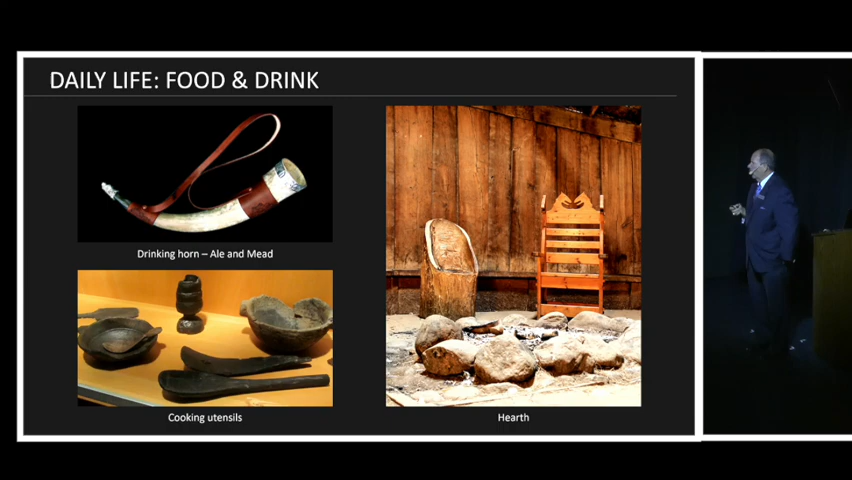 DAILY LIFE: FOOD & DRINK
Drinking horn – Ale and Mead
Cooking utensils
Hearth